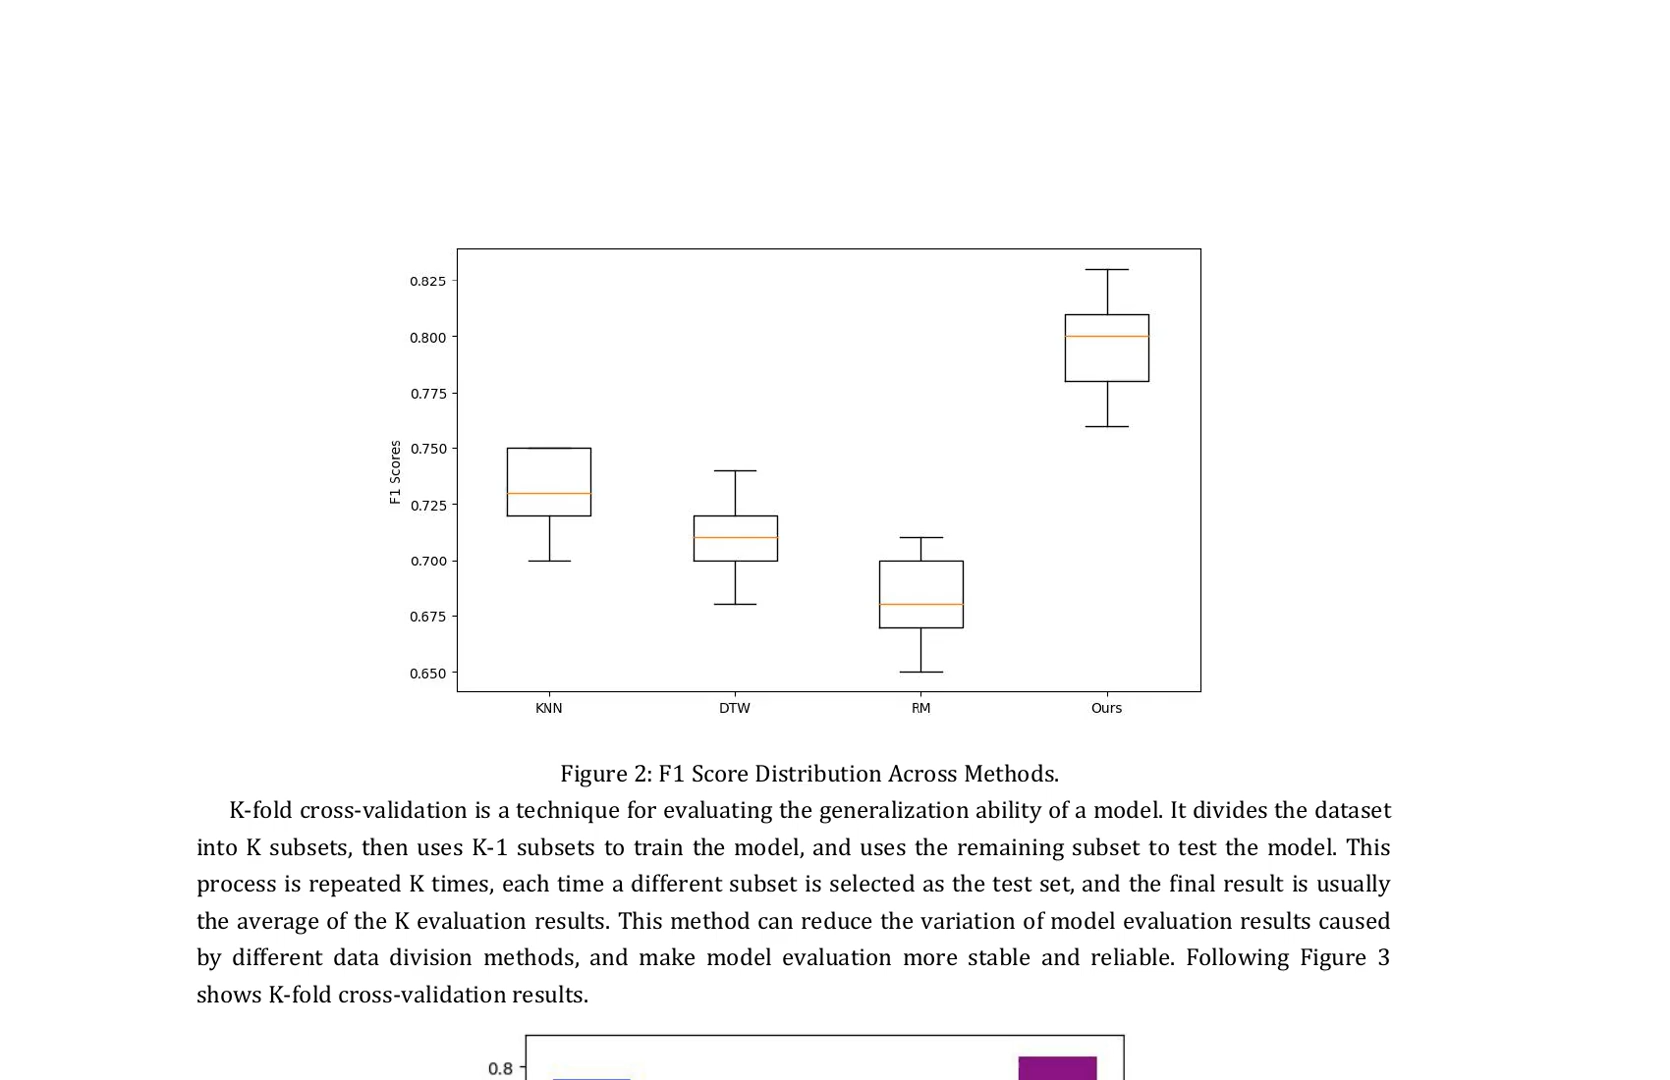 0.825
0.800
0.775
0.750
0.725
0.700
0.675
0.650
F1 Scores
KNN
DTW
RM
Ours
Figure 2: F1 Score Distribution Across Methods.
K-fold cross-validation is a technique for evaluating the generalization ability of a model. It divides the dataset
into K subsets, then uses K-1 subsets to train the model, and uses the remaining subset to test the model. This
process is repeated K times, each time a different subset is selected as the test set, and the final result is usually
the average of the K evaluation results. This method can reduce the variation of model evaluation results caused
by different data division methods, and make model evaluation more stable and reliable. Following Figure 3
shows K-fold cross-validation results.
0.8